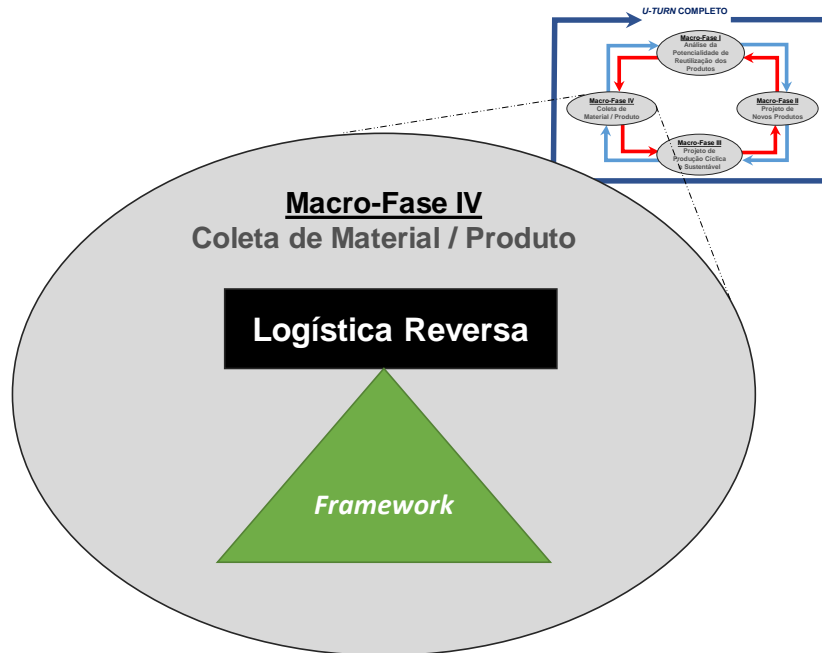 U-TURN COMPLETO
Macro-Fase I
Análise da
Potencialidade de
Reutilização dos
Produtos
Macro-Fase IV
Coleta de
Material / Produto
Macro-Fase II
Projeto de
Novos Produtos
Macro-Fase III
Projeto de
Produção Cíclica
e Sustentável
Macro-Fase IV
Coleta de Material / Produto
Logística Reversa
Framework